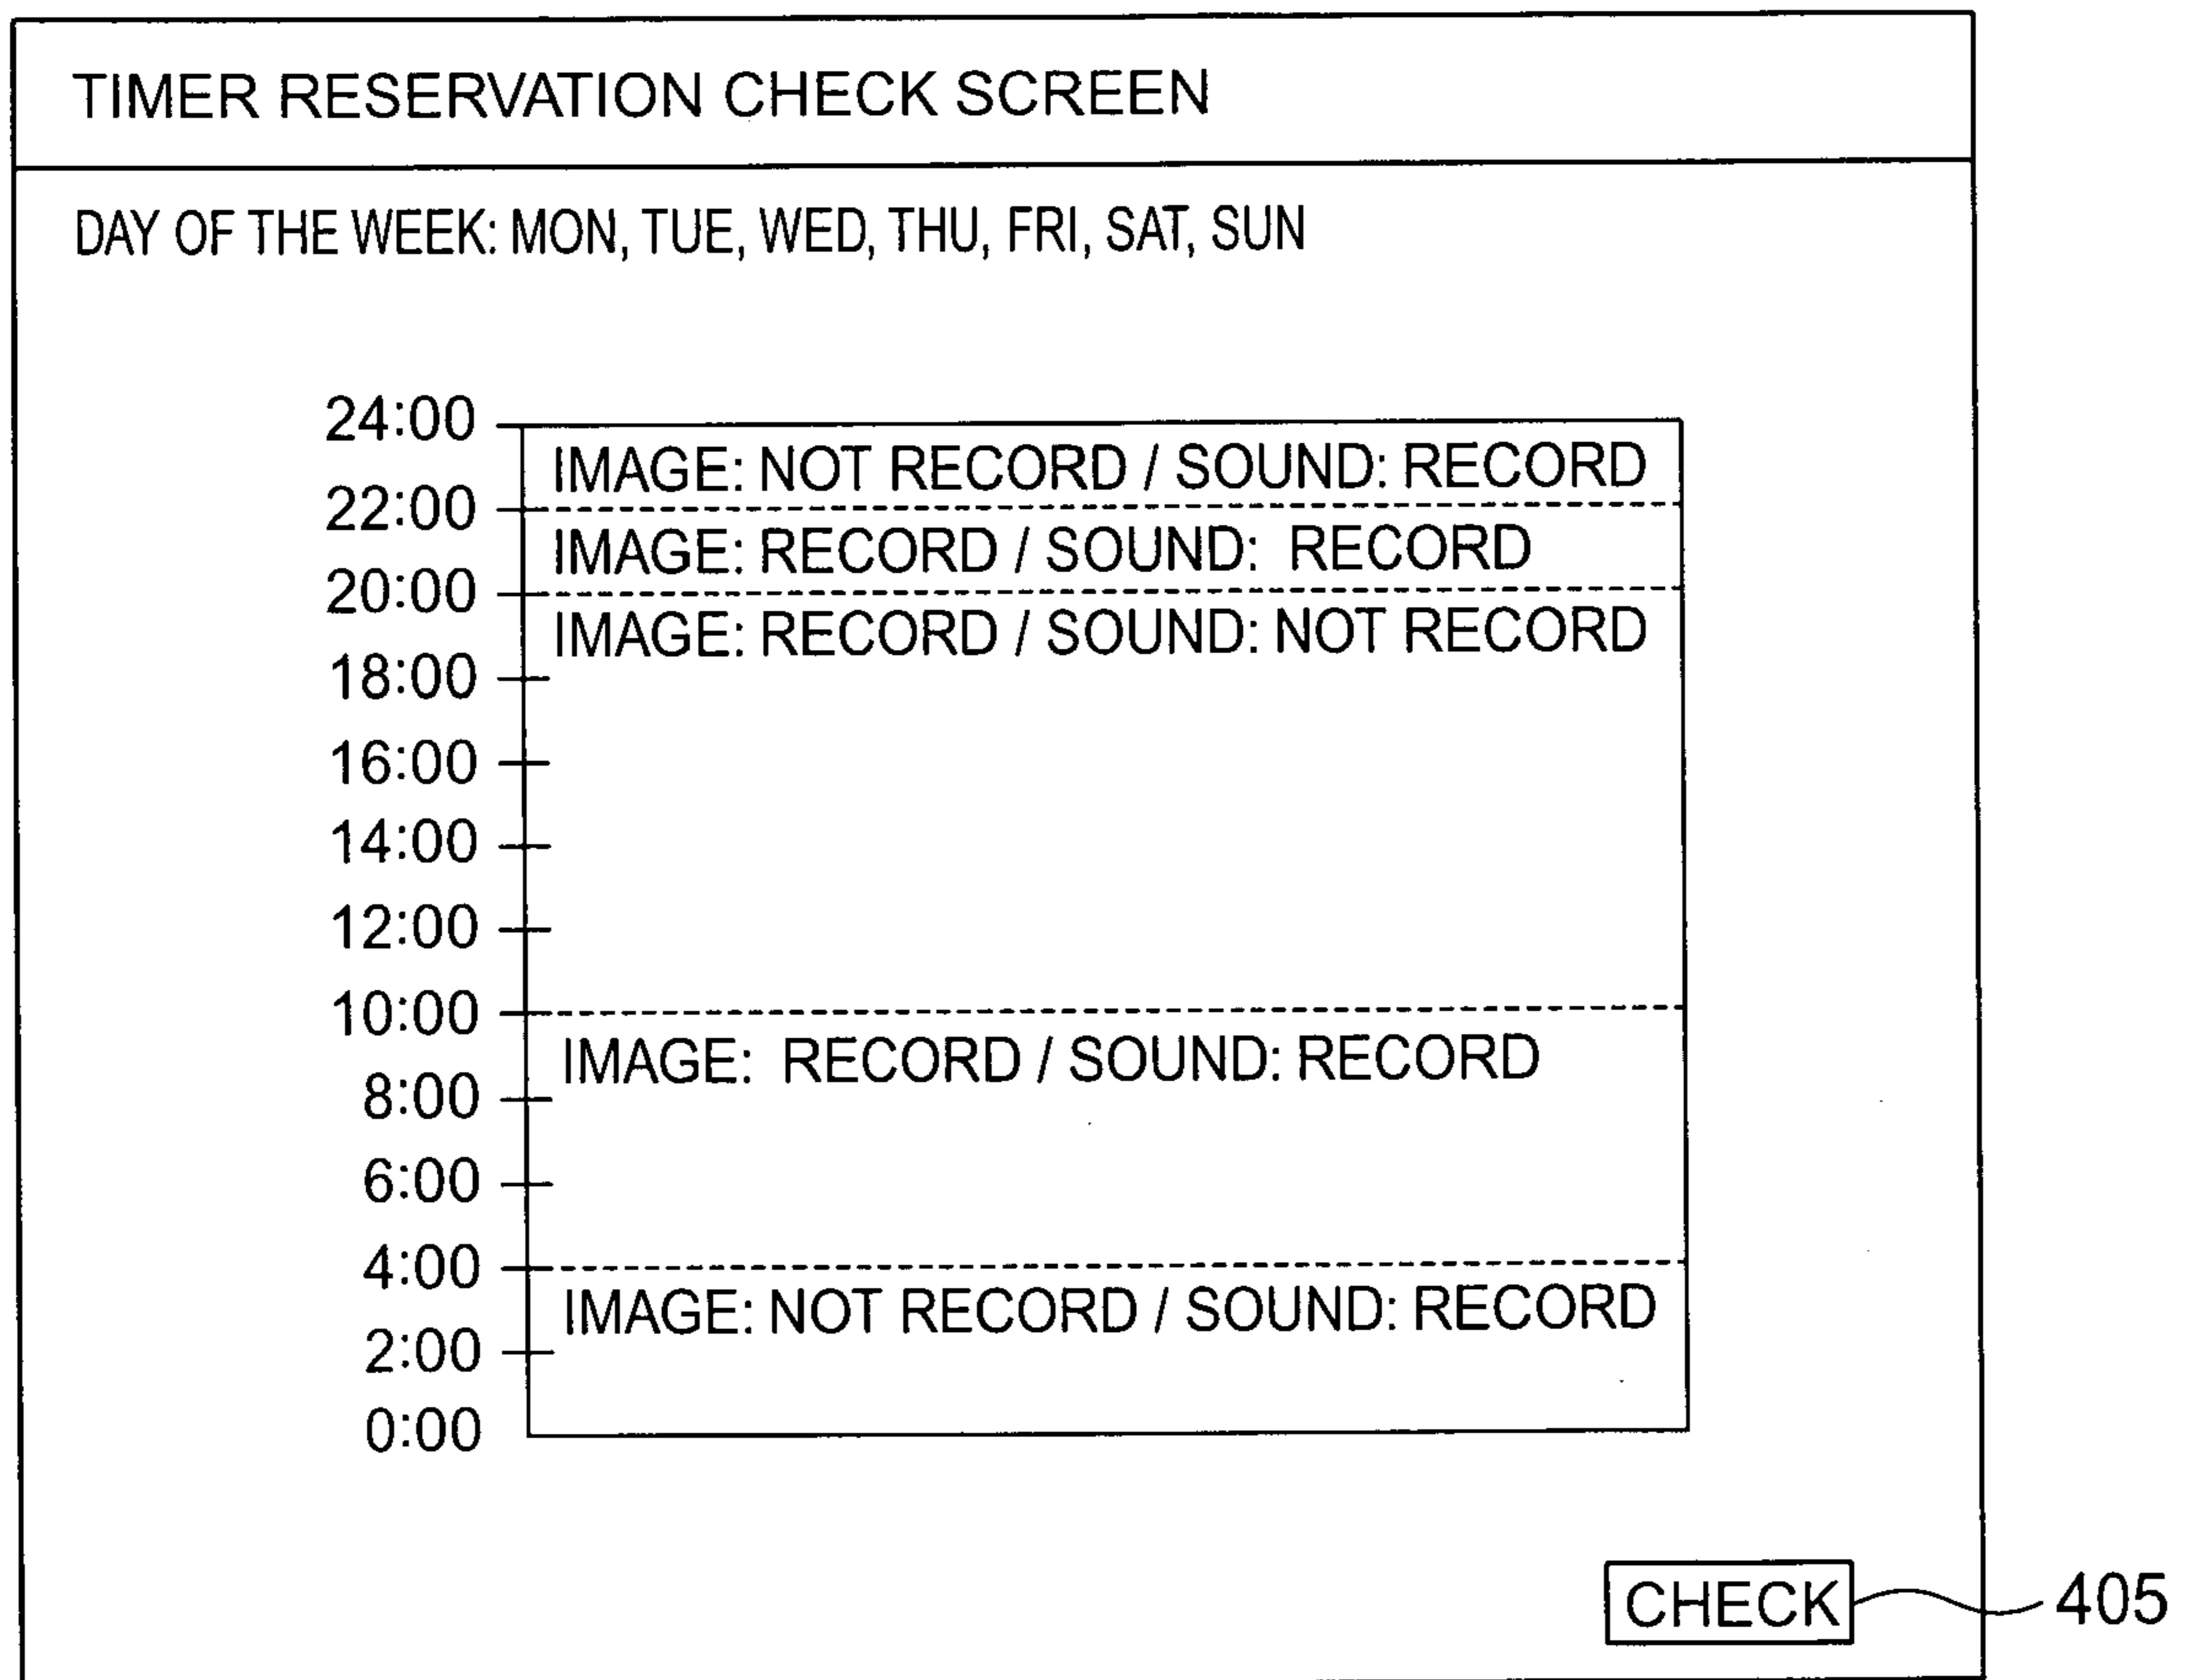 TIMER RESERVATION CHECK SCREEN
DAY OF THE WEEK: MON, TUE, WED, THU, FRI, SAT, SUN
24:00
IMAGE: NOT RECORD / SOUND: RECORD
22:00
IMAGE: RECORD / SOUND: RECORD
20:00
IMAGE: RECORD / SOUND: NOT RECORD
18:00
16:00
14:00
12:00
10:00
IMAGE: RECORD / SOUND: RECORD
8:00
6:00
4:00
IMAGE: NOT RECORD / SOUND: RECORD
2:00
0:00
CHECK 405